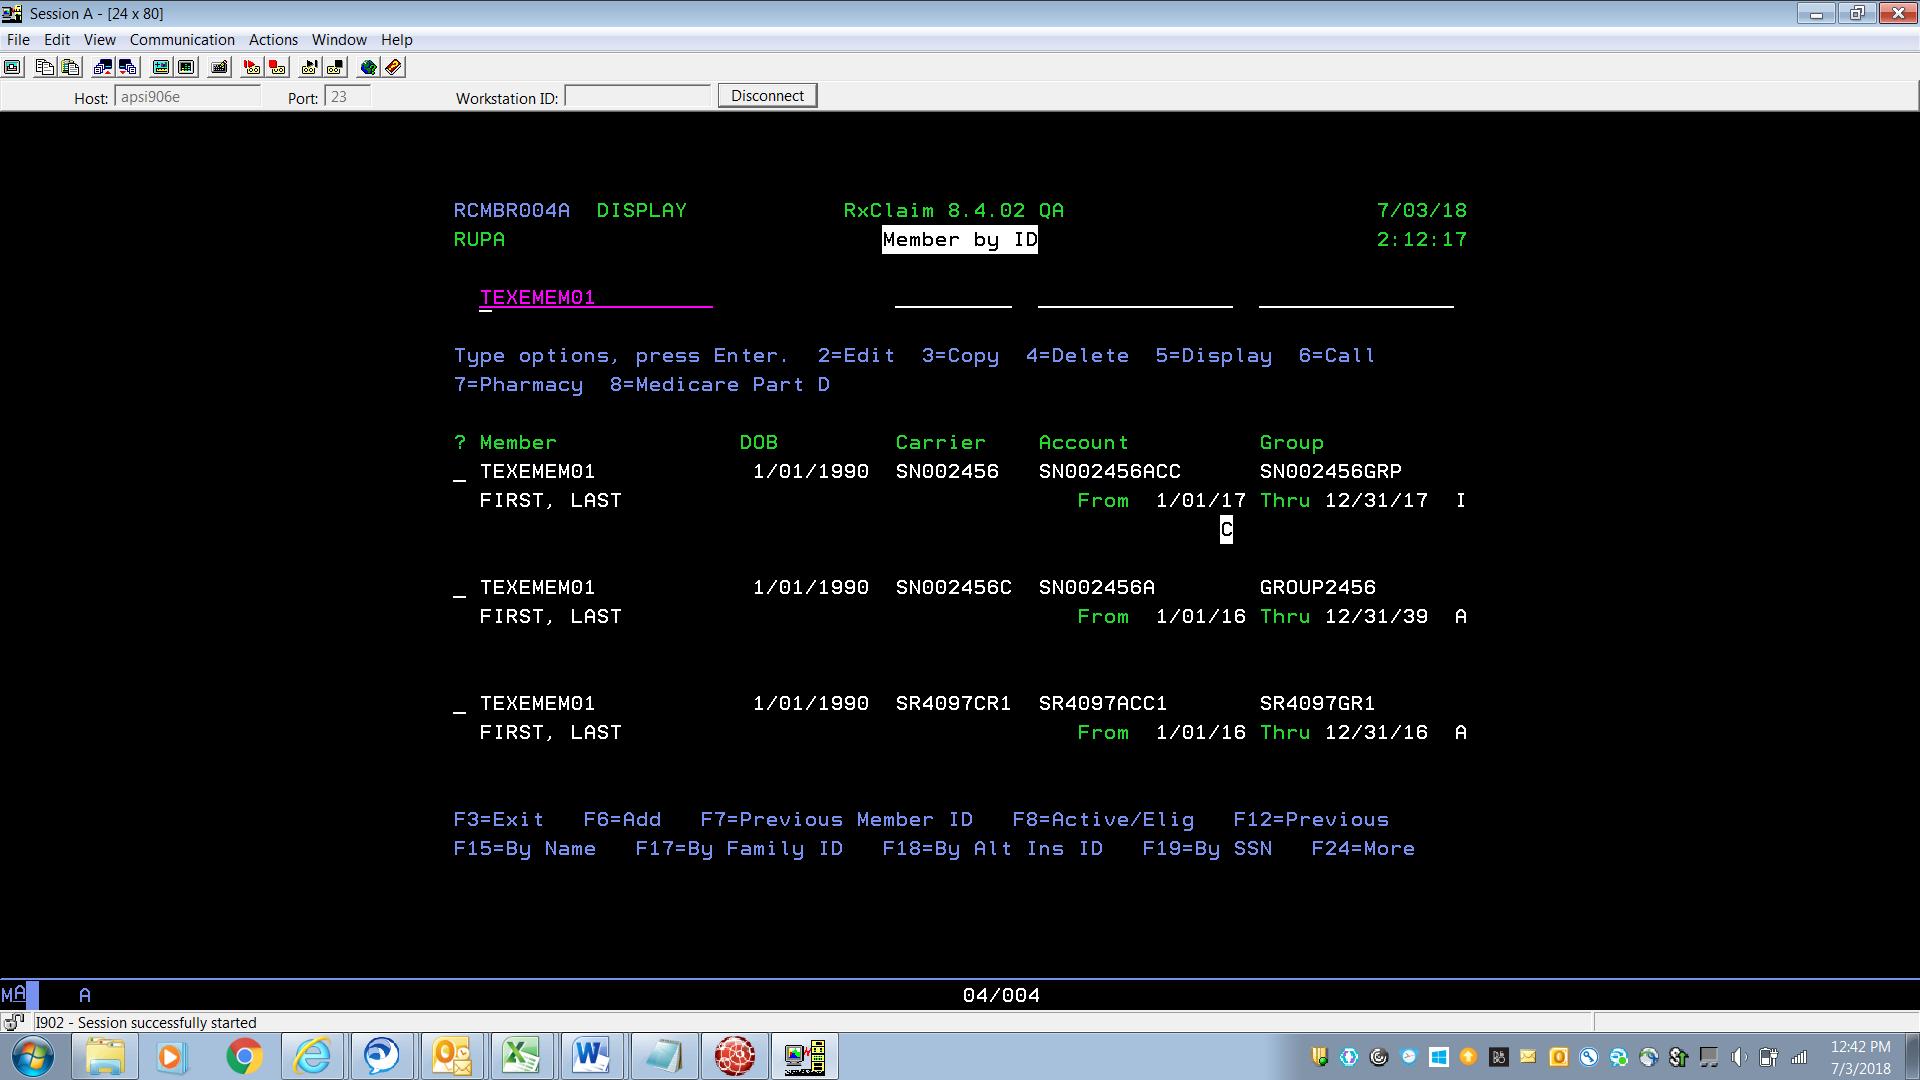 Session A - [24 x 80]
File Edit View Communication Actions Window Help
Host: apsi906e Port: 23 Workstation ID: Disconnect
RCMBR004A DISPLAY RxClaim 8.4.02 QA 7/03/18
RUPA Member by ID 2:12:17
TEXEMEM01
Type options, press Enter. 2=Edit 3=Copy 4=Delete 5=Display 6=Call
7=Pharmacy 8=Medicare Part D
? Member DOB Carrier Account Group
_ TEXEMEM01 1/01/1990 SN002456 SN002456ACC SN002456GRP
FIRST, LAST From 1/01/17 Thru 12/31/17 I
C
_ TEXEMEM01 1/01/1990 SN002456C SN002456A GROUP2456
FIRST, LAST From 1/01/16 Thru 12/31/39 A
_ TEXEMEM01 1/01/1990 SR4097CR1 SR4097ACC1 SR4097GR1
FIRST, LAST From 1/01/16 Thru 12/31/16 A
F3=Exit F6=Add F7=Previous Member ID F8=Active/Elig F12=Previous
F15=By Name F17=By Family ID F18=By Alt Ins ID F19=By SSN F24=More
MA A 04/004
I902 - Session successfully started
12:42 PM
7/3/2018